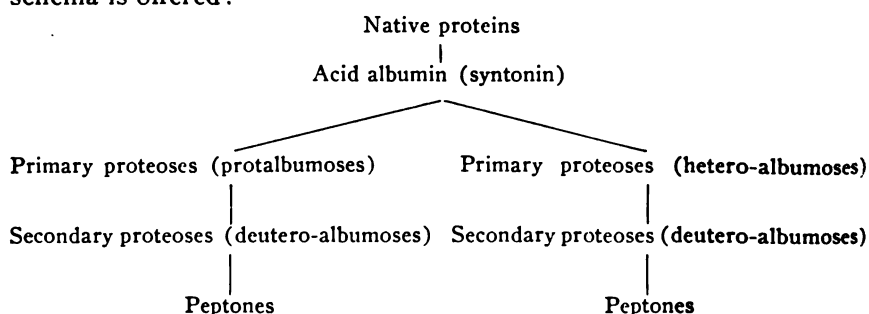 schema is offered:
Native proteins
Acid albumin (syntonin)
Primary proteoses (protalbumoses) Primary proteoses (hetero-albumoses)
Secondary proteoses (deutero-albumoses) Secondary proteoses (deutero-albumoses)
Peptones Peptones